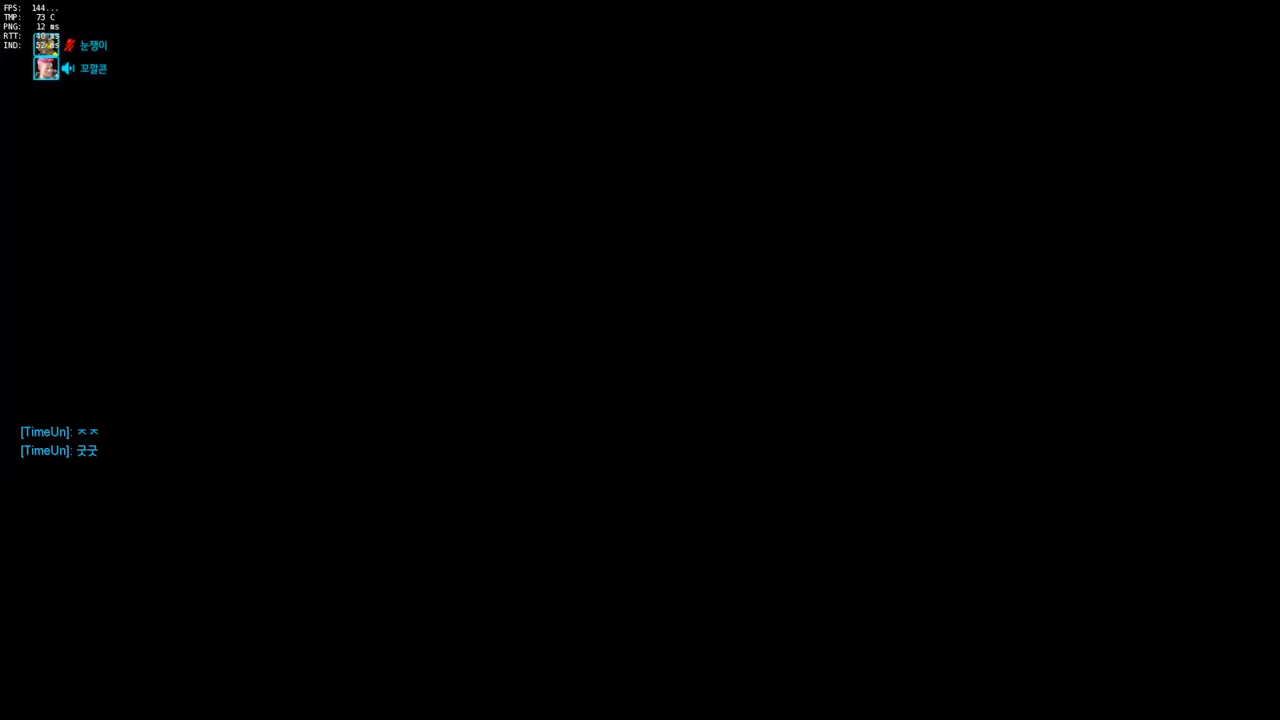 FPS: 144...
TMP: 73 C
PNG: 12 ms
RTT: 40 ms
IND: 52 ms
눈쟁이
꼬깔콘
[TimeUn]: ㅈㅈ
[TimeUn]: 굿굿